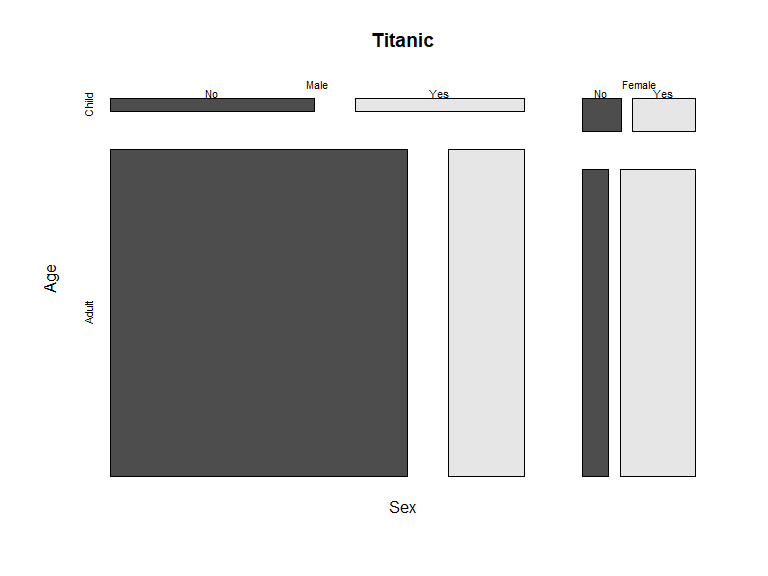 Titanic
Male Female
No Yes No Yes
Child
Adult
Age
Sex